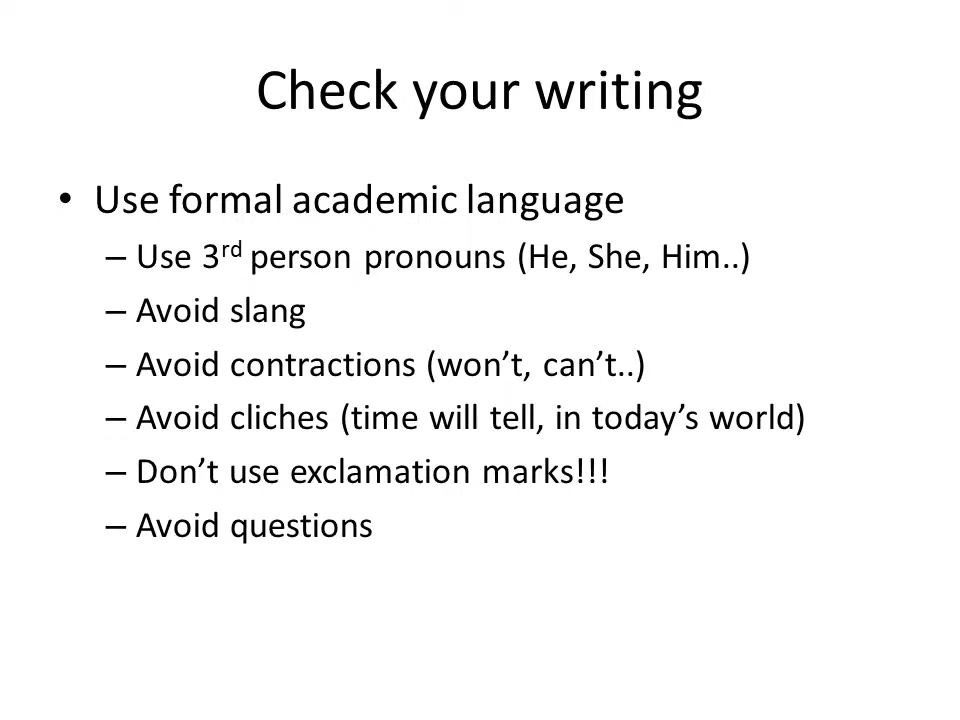 Check your writing
• Use formal academic language
– Use 3rd person pronouns (He, She, Him..)
– Avoid slang
– Avoid contractions (won’t, can’t..)
– Avoid cliches (time will tell, in today’s world)
– Don’t use exclamation marks!!!
– Avoid questions